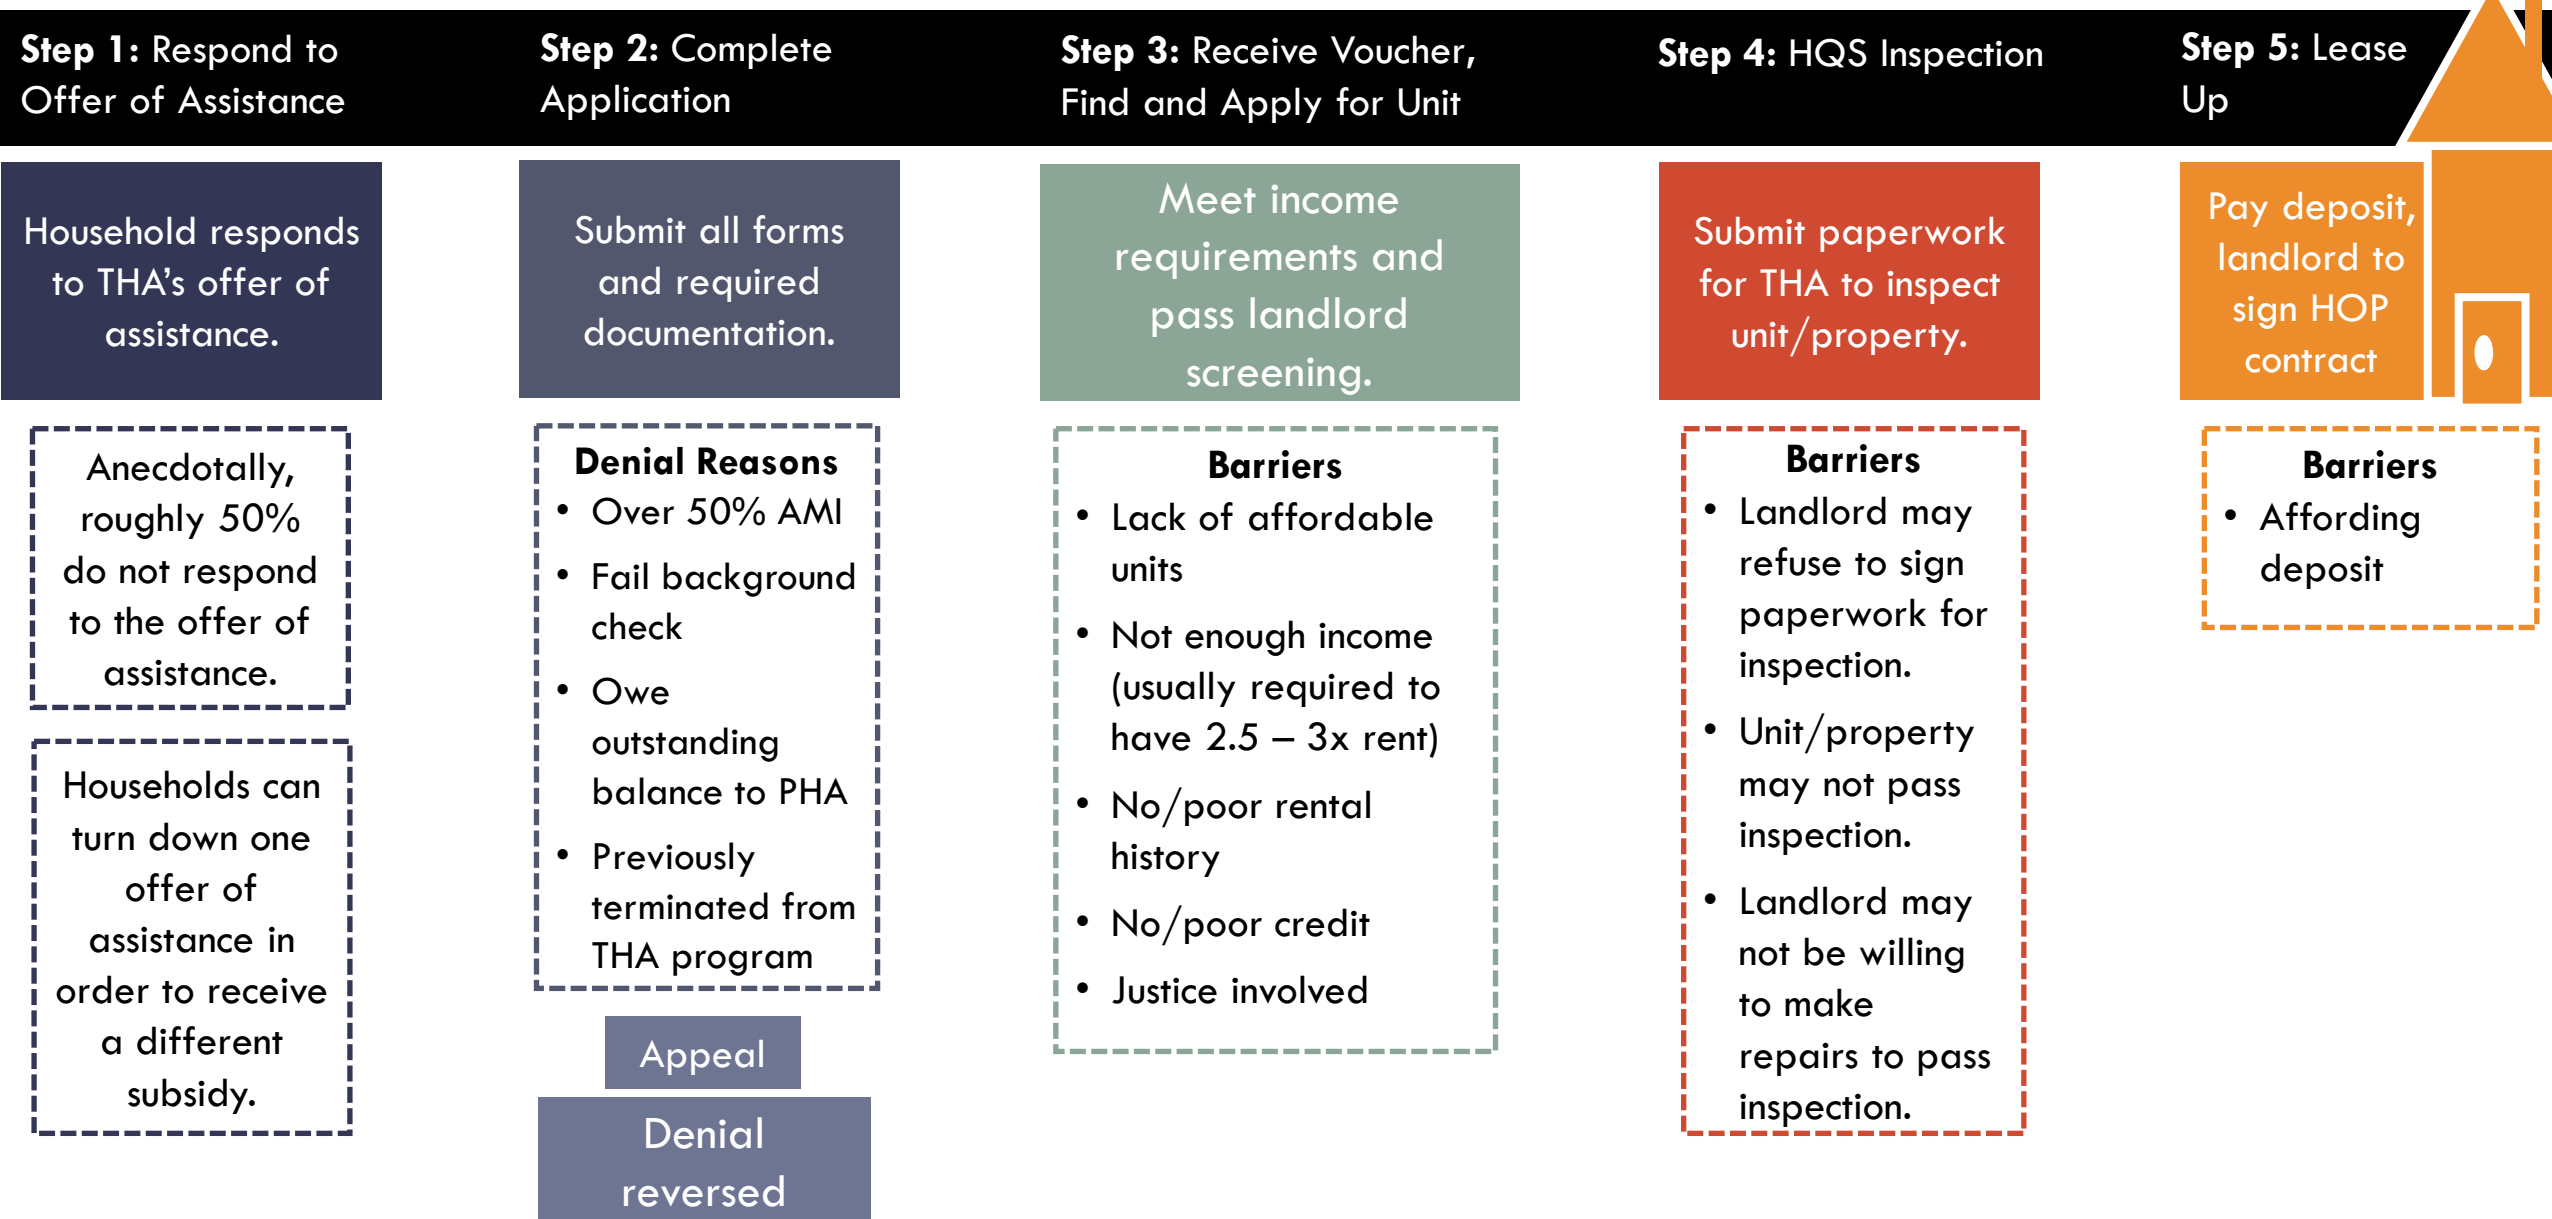 Step 1: Respond to
Offer of Assistance
Household responds
to THA’s offer of
assistance.
Anecdotally,
roughly 50%
do not respond
to the offer of
assistance.
Households can
turn down one
offer of
assistance in
order to receive
a different
subsidy.
Step 2: Complete
Application
Submit all forms
and required
documentation.
Denial Reasons
• Over 50% AMI
• Fail background
check
• Owe
outstanding
balance to PHA
• Previously
terminated from
THA program
Appeal
Denial
reversed
Step 3: Receive Voucher,
Find and Apply for Unit
Meet income
requirements and
pass landlord
screening.
Barriers
• Lack of affordable
units
• Not enough income
(usually required to
have 2.5 – 3x rent)
• No/poor rental
history
• No/poor credit
• Justice involved
Step 4: HQS Inspection
Submit paperwork
for THA to inspect
unit/property.
Barriers
• Landlord may
refuse to sign
paperwork for
inspection.
• Unit/property
may not pass
inspection.
• Landlord may
not be willing
to make
repairs to pass
inspection.
Step 5: Lease
Up
Pay deposit,
landlord to
sign HOP
contract
Barriers
• Affording
deposit